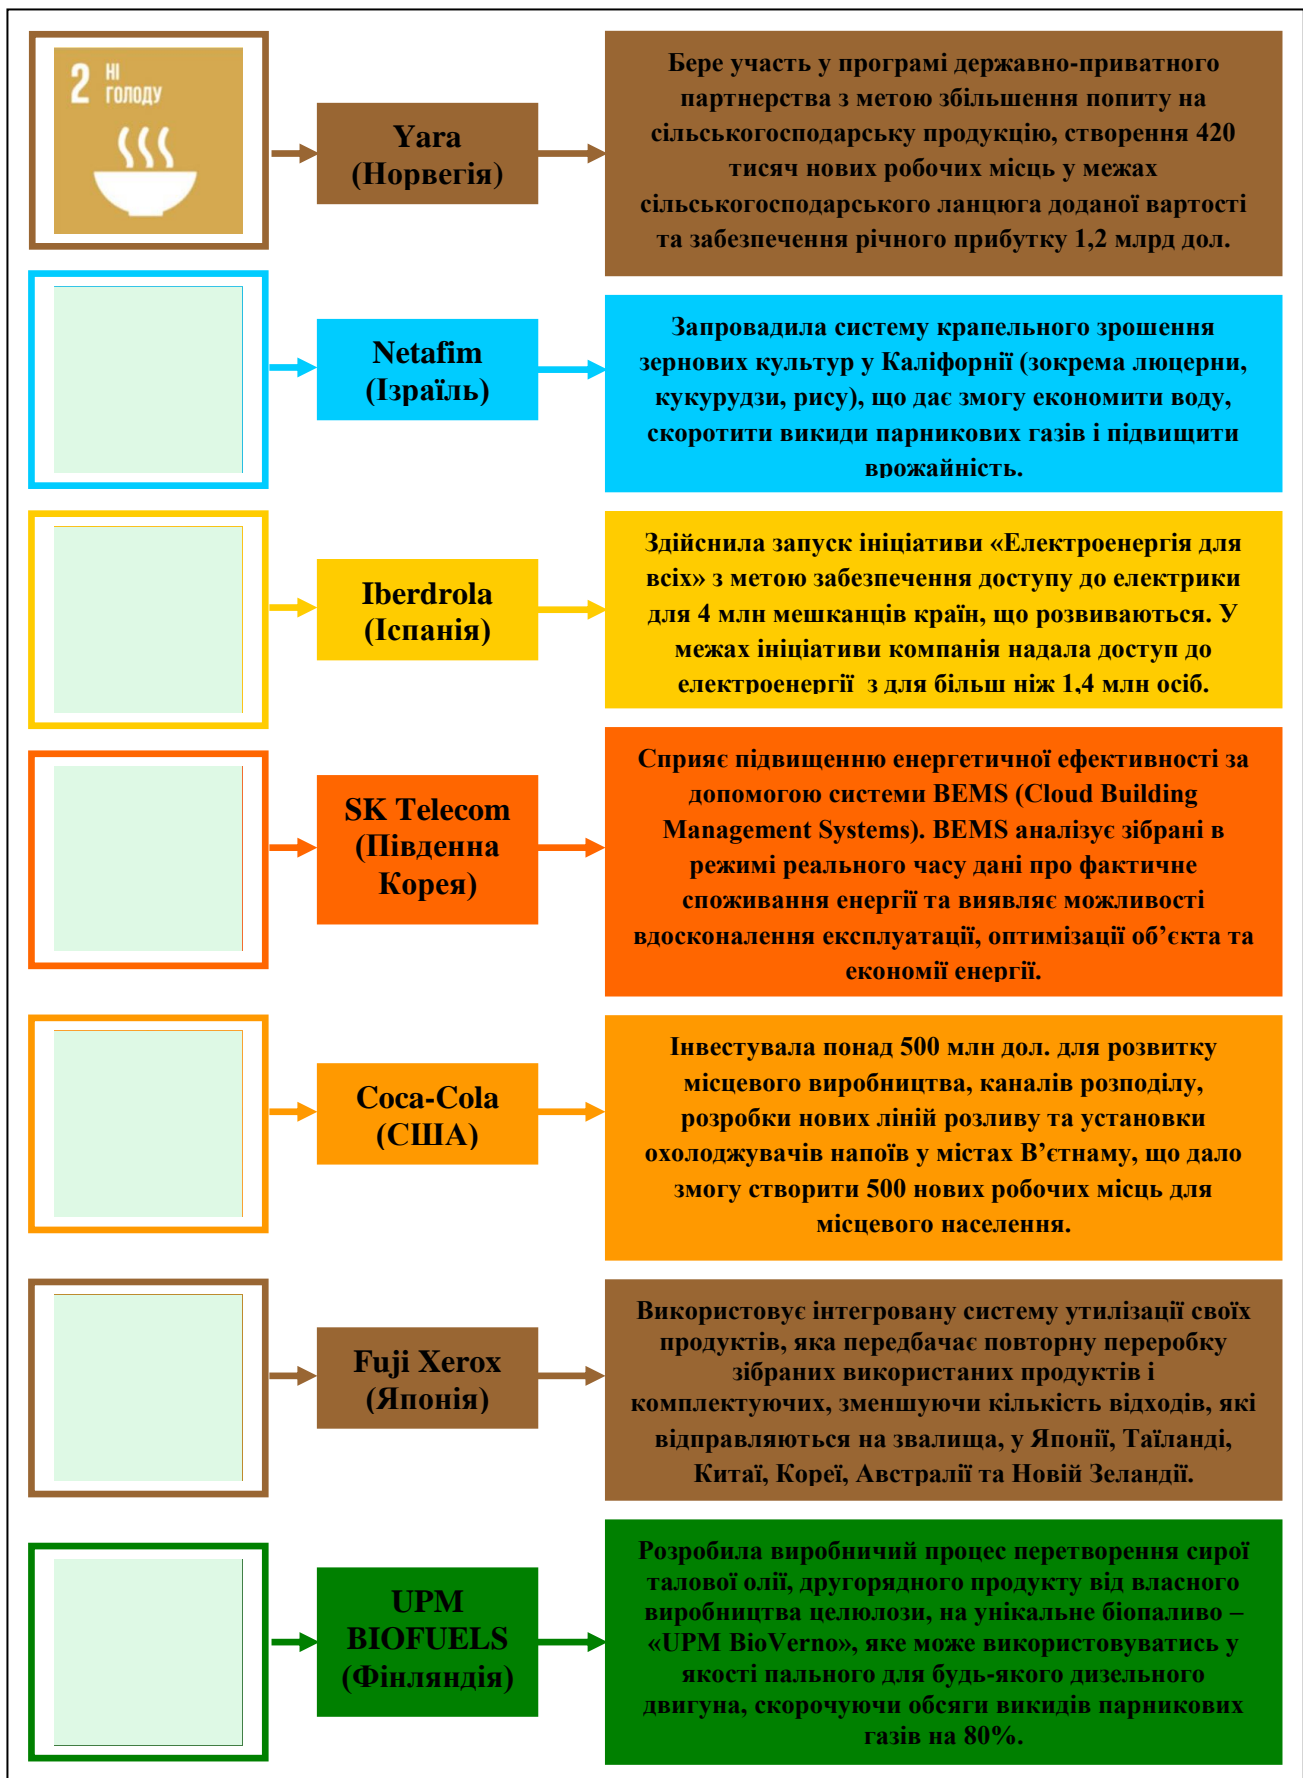 2 НІ
ГОЛОДУ
Yara
(Норвегія)
Бере участь у програмі державно-приватного
партнерства з метою збільшення попиту на
сільськогосподарську продукцію, створення 420
тисяч нових робочих місць у межах
сільськогосподарського ланцюга доданої вартості
та забезпечення річного прибутку 1,2 млрд дол.
Netafim
(Ізраїль)
Запровадила систему крапельного зрошення
зернових культур у Каліфорнії (зокрема люцерни,
кукурудзи, рису), що дає змогу економити воду,
скоротити викиди парникових газів і підвищити
врожайність.
Iberdrola
(Іспанія)
Здійснила запуск ініціативи «Електроенергія для
всіх» з метою забезпечення доступу до електрики
для 4 млн мешканців країн, що розвиваються. У
межах ініціативи компанія надала доступ до
електроенергії з для більш ніж 1,4 млн осіб.
SK Telecom
(Південна
Корея)
Сприяє підвищенню енергетичної ефективності за
допомогою системи BEMS (Cloud Building
Management Systems). BEMS аналізує зібрані в
режимі реального часу дані про фактичне
споживання енергії та виявляє можливості
вдосконалення експлуатації, оптимізації об’єкта та
економії енергії.
Coca-Cola
(США)
Інвестувала понад 500 млн дол. для розвитку
місцевого виробництва, каналів розподілу,
розробки нових ліній розливу та установки
охолоджувачів напоїв у містах В’єтнаму, що дало
змогу створити 500 нових робочих місць для
місцевого населення.
Fuji Xerox
(Японія)
Використовує інтегровану систему утилізації своїх
продуктів, яка передбачає повторну переробку
зібраних використаних продуктів і
комплектуючих, зменшуючи кількість відходів, які
відправляються на звалища, у Японії, Таїланді,
Китаї, Кореї, Австралії та Новій Зеландії.
UPM
BIOFUELS
(Фінляндія)
Розробила виробничий процес перетворення сирої
талової олії, другорядного продукту від власного
виробництва целюлози, на унікальне біопаливо –
«UPM BioVerno», яке може використовуватись у
якості пального для будь-якого дизельного
двигуна, скорочуючи обсяги викидів парникових
газів на 80%.